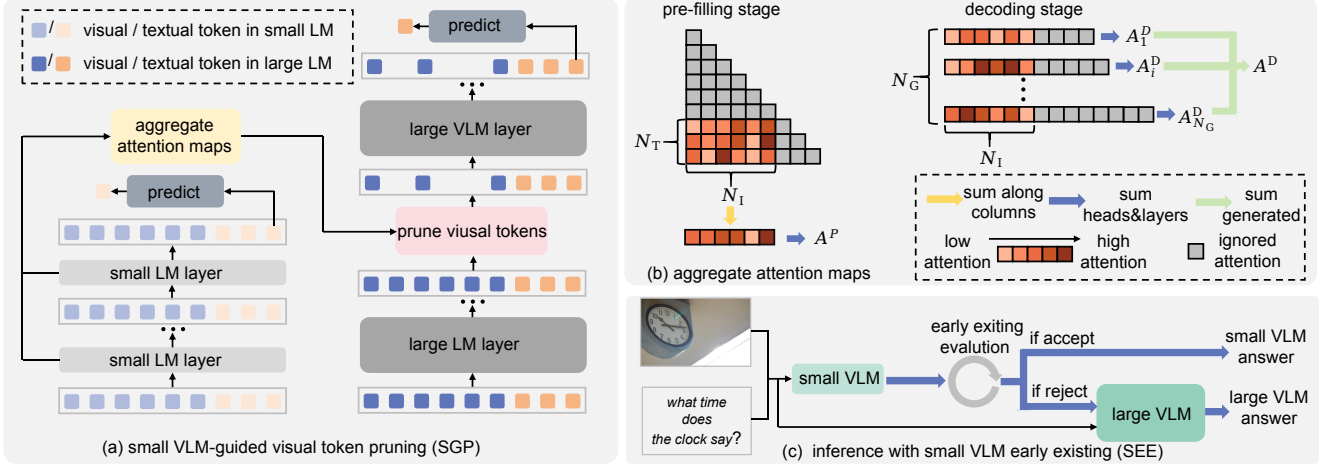 visual / textual token in small LM
visual / textual token in large LM
predict
large VLM layer
aggregate
attention maps
predict
prune viusal tokens
small LM layer
small LM layer
large LM layer
(a) small VLM-guided visual token pruning (SGP)
pre-filling stage
N_T
N_I
A^P
decoding stage
N_G
A_1^D
A_i^D
A_{N_G}^D
A^D
N_I
sum along
columns
sum
heads&layers
sum
generated
low
attention
high
attention
ignored
attention
(b) aggregate attention maps
what time
does
the clock say?
small VLM
early exiting
evalution
if accept
if reject
small VLM
answer
large VLM
large VLM
answer
(c) inference with small VLM early existing (SEE)